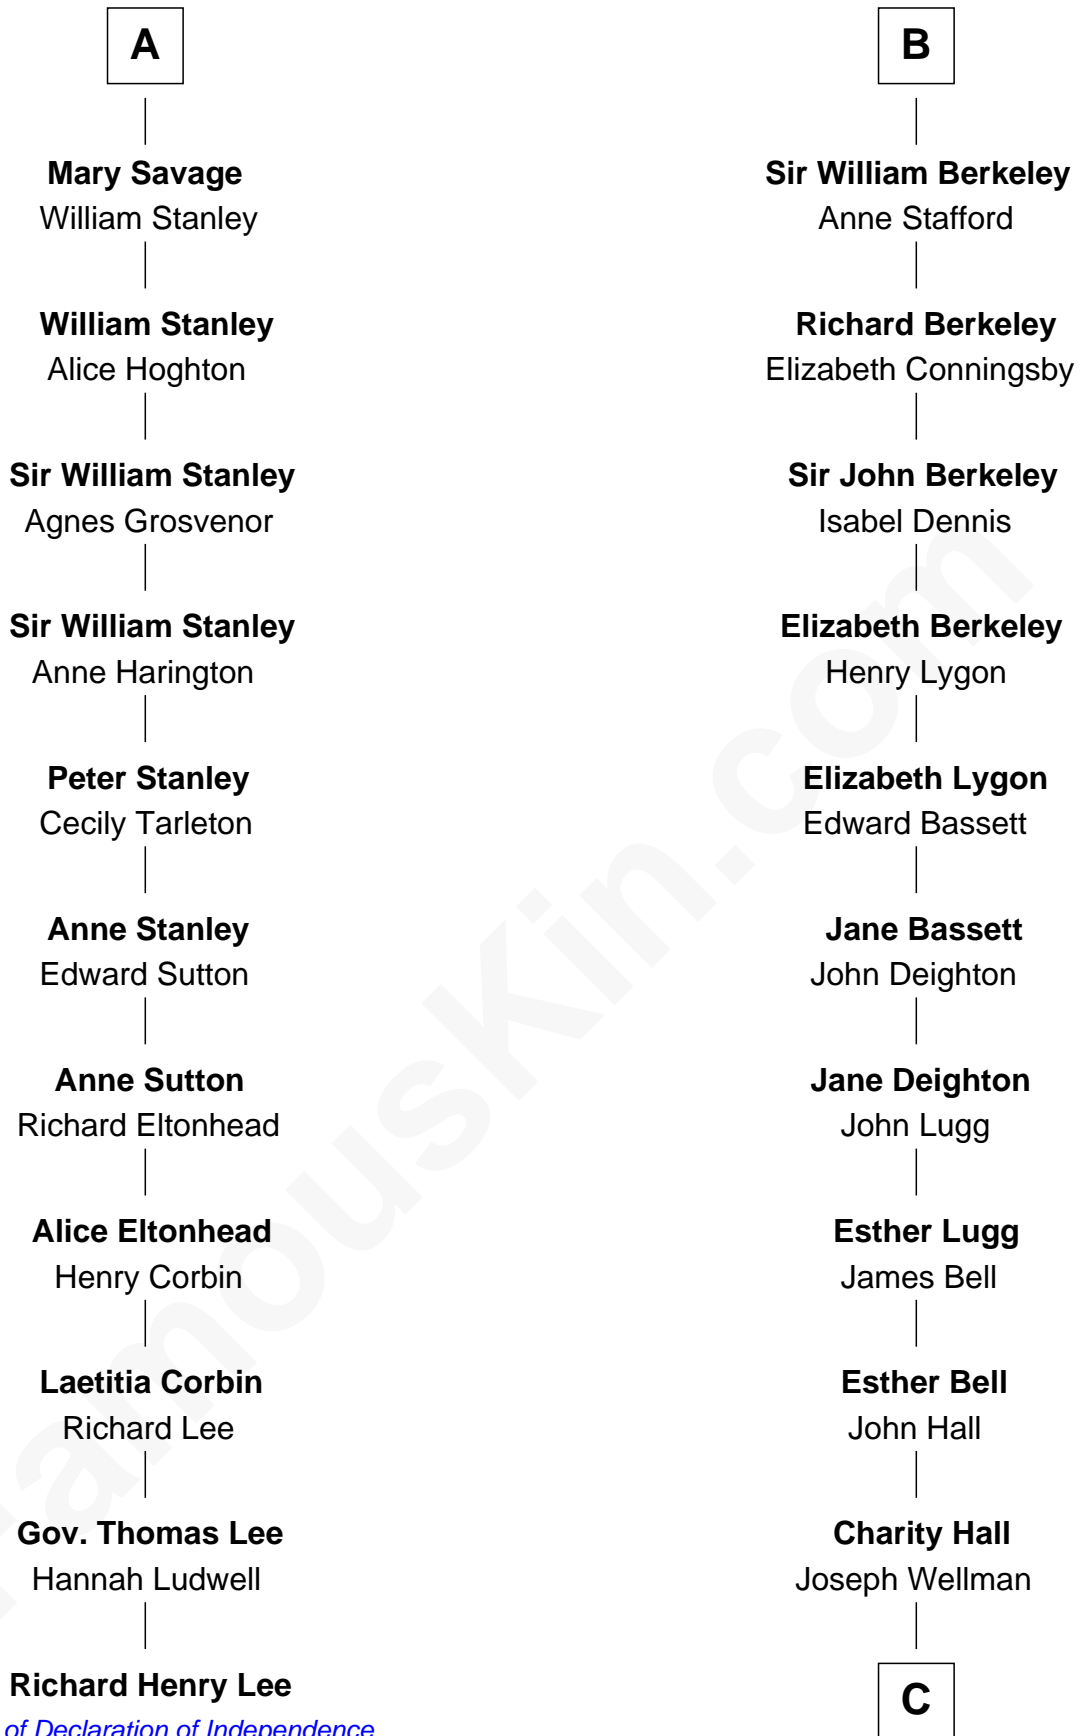 A
Mary Savage
William Stanley
William Stanley
Alice Hoghton
Sir William Stanley
Agnes Grosvenor
Sir William Stanley
Anne Harington
Peter Stanley
Cecily Tarleton
Anne Stanley
Edward Sutton
Anne Sutton
Richard Eltonhead
Alice Eltonhead
Henry Corbin
Laetitia Corbin
Richard Lee
Gov. Thomas Lee
Hannah Ludwell
Richard Henry Lee
of Declaration of Independence
B
Sir William Berkeley
Anne Stafford
Richard Berkeley
Elizabeth Conningsby
Sir John Berkeley
Isabel Dennis
Elizabeth Berkeley
Henry Lygon
Elizabeth Lygon
Edward Bassett
Jane Bassett
John Deighton
Jane Deighton
John Lugg
Esther Lugg
James Bell
Esther Bell
John Hall
Charity Hall
Joseph Wellman
C
FamousKin.com